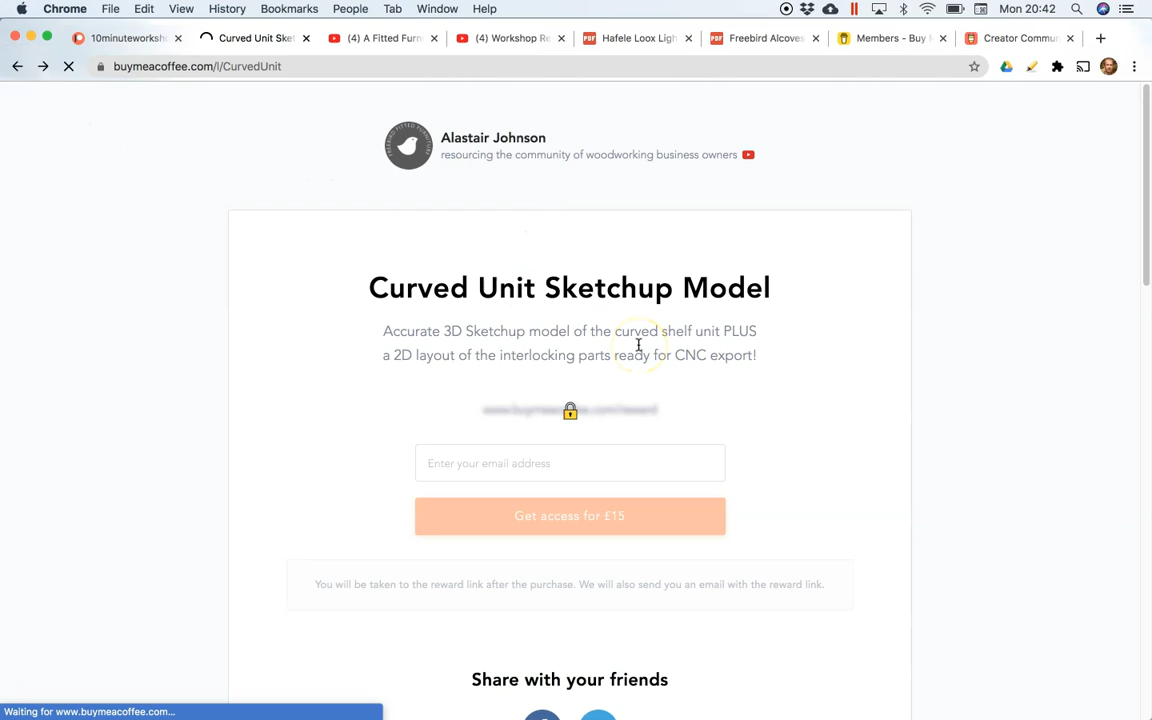 Chrome File Edit View History Bookmarks People Tab Window Help Mon 20:42
10minuteworksho Curved Unit Sket (4) A Fitted Furn (4) Workshop Re Hafele Loox Ligh Freebird Alcoves Members - Buy M Creator Commun
buymeacoffee.com/l/CurvedUnit
Alastair Johnson
resourcing the community of woodworking business owners
Curved Unit Sketchup Model
Accurate 3D Sketchup model of the curved shelf unit PLUS
a 2D layout of the interlocking parts ready for CNC export!
Enter your email address
Get access for £15
You will be taken to the reward link after the purchase. We will also send you an email with the reward link.
Share with your friends
Waiting for www.buymeacoffee.com...